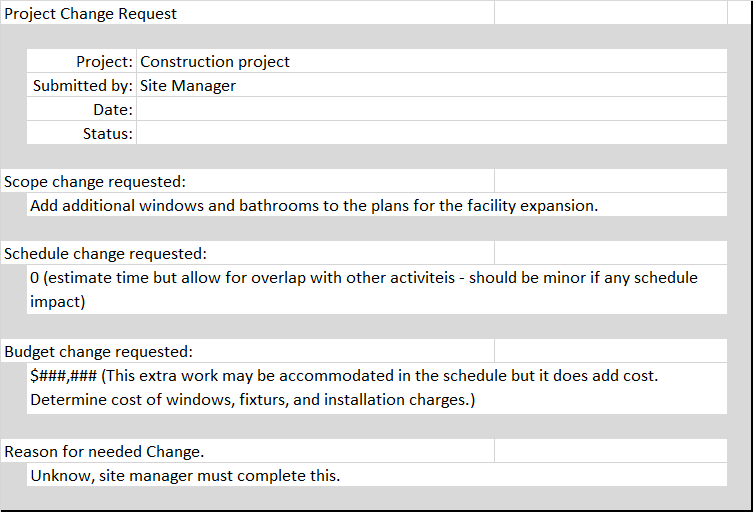 Project Change Request
Project: Construction project
Submitted by: Site Manager
Date:
Status:
Scope change requested:
Add additional windows and bathrooms to the plans for the facility expansion.
Schedule change requested:
0 (estimate time but allow for overlap with other activiteis - should be minor if any schedule
impact)
Budget change requested:
$###,### (This extra work may be accommodated in the schedule but it does add cost.
Determine cost of windows, fixturs, and installation charges.)
Reason for needed Change.
Unknow, site manager must complete this.